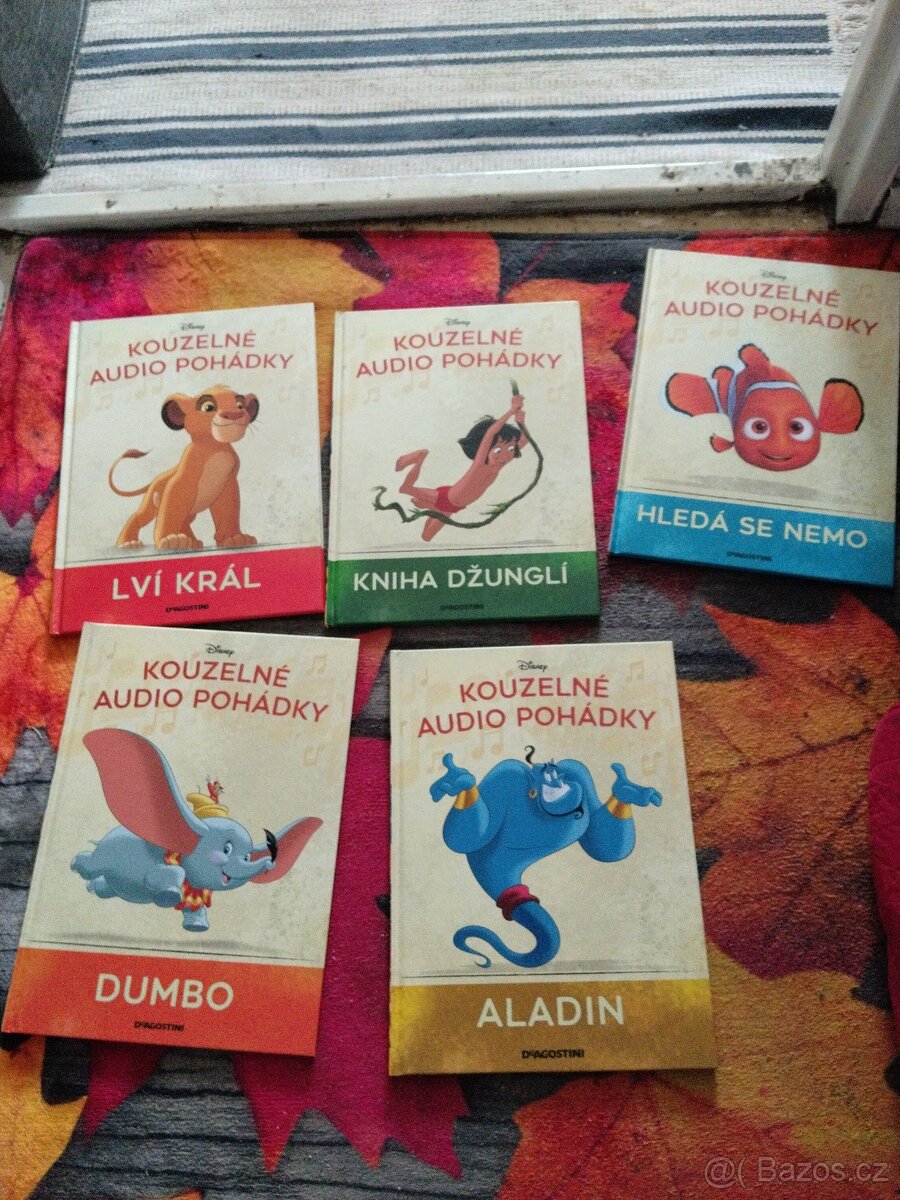 Disney
KOUZELNÉ
AUDIO POHÁDKY
LVÍ KRÁL
DeAGOSTINI
Disney
KOUZELNÉ
AUDIO POHÁDKY
KNIHA DŽUNGLÍ
DeAGOSTINI
Disney
KOUZELNÉ
AUDIO POHÁDKY
HLEDÁ SE NEMO
DeAGOSTINI
Disney
KOUZELNÉ
AUDIO POHÁDKY
DUMBO
DeAGOSTINI
Disney
KOUZELNÉ
AUDIO POHÁDKY
ALADIN
DeAGOSTINI
@( Bazos.cz